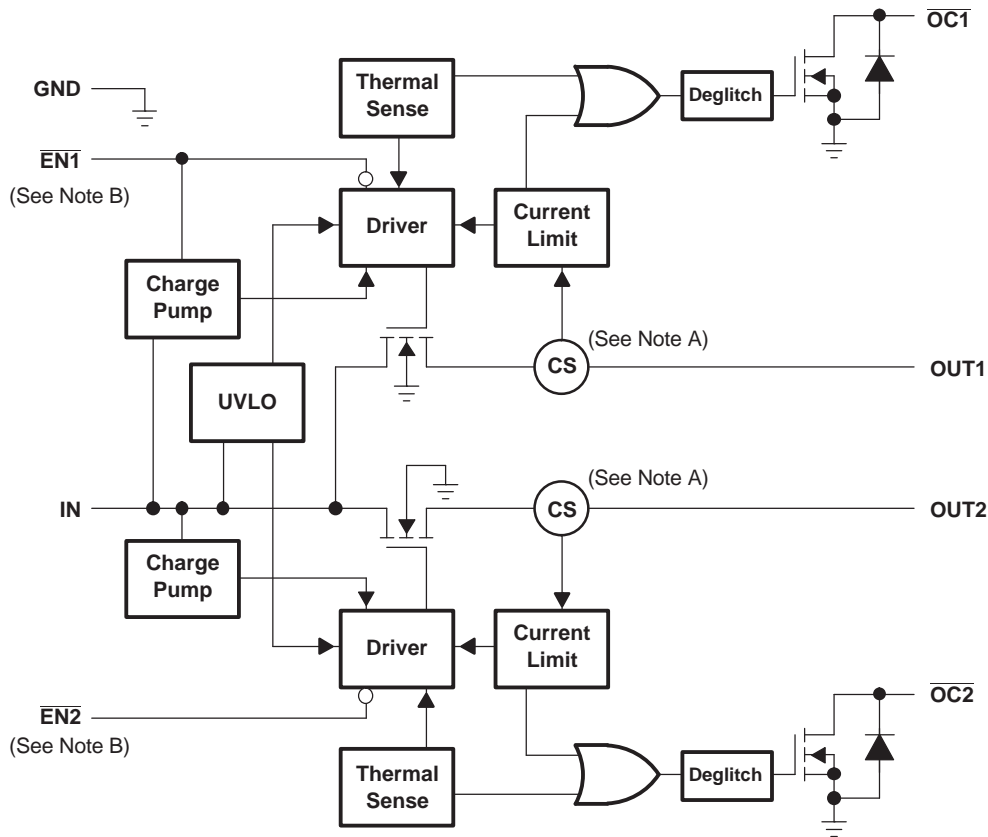 OC1
Thermal
Sense
GND
Deglitch
EN1
(See Note B)
Driver
Current
Limit
Charge
Pump
(See Note A)
CS
OUT1
UVLO
(See Note A)
IN
CS
OUT2
Charge
Pump
Driver
Current
Limit
EN2
(See Note B)
OC2
Thermal
Sense
Deglitch